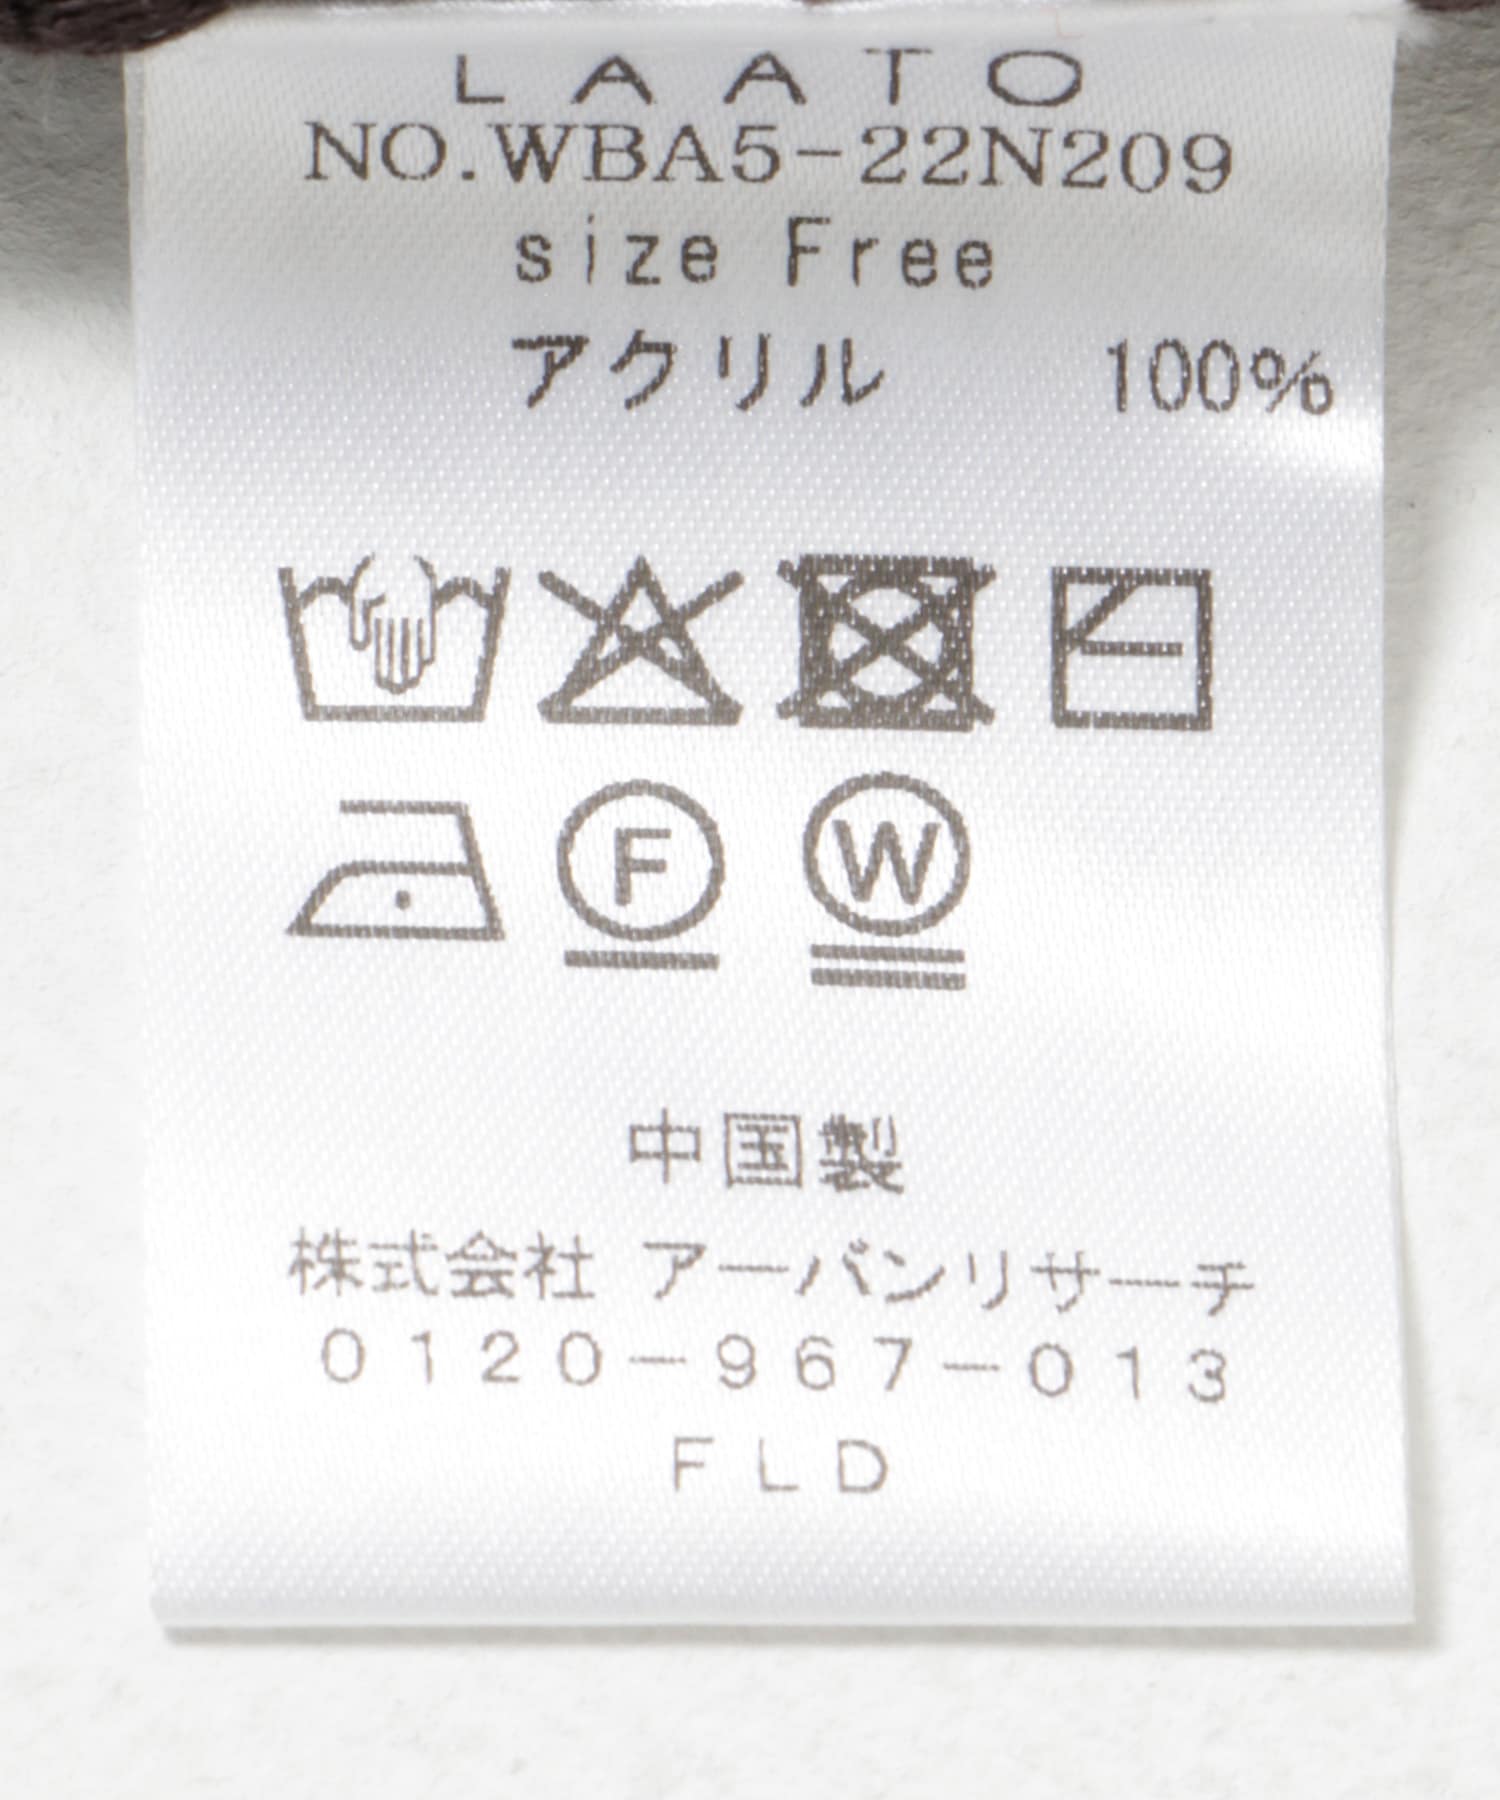 LAATO
NO.WBA5-22N209
size Free
アクリル 100%
F W
中国製
株式会社 アーバンリサーチ
0120-967-013
FLD